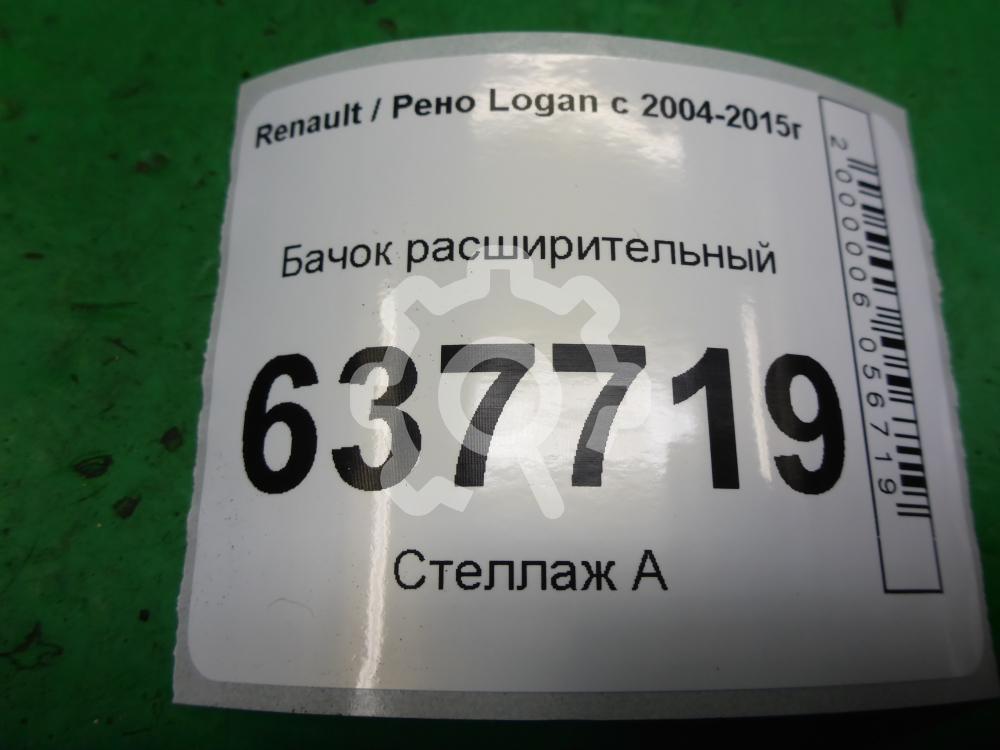 Renault / Рено Logan с 2004-2015г
Бачок расширительный
637719
Стеллаж А
2000006056719